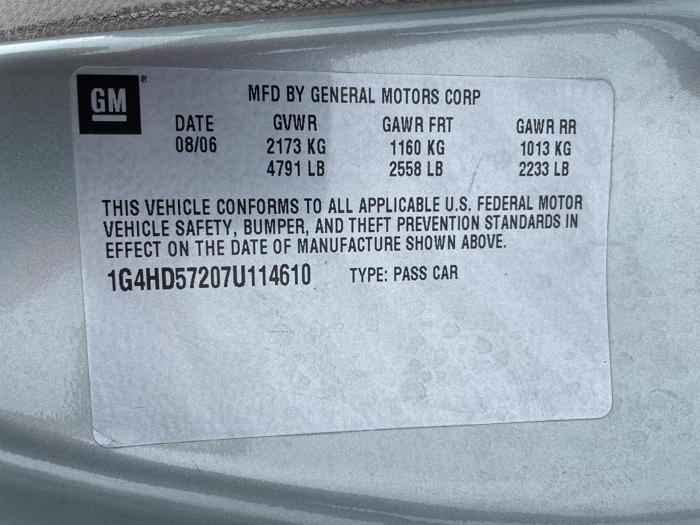 GM®
MFD BY GENERAL MOTORS CORP
DATE GVWR GAWR FRT GAWR RR
08/06 2173 KG 1160 KG 1013 KG
4791 LB 2558 LB 2233 LB
THIS VEHICLE CONFORMS TO ALL APPLICABLE U.S. FEDERAL MOTOR
VEHICLE SAFETY, BUMPER, AND THEFT PREVENTION STANDARDS IN
EFFECT ON THE DATE OF MANUFACTURE SHOWN ABOVE.
1G4HD57207U114610 TYPE: PASS CAR